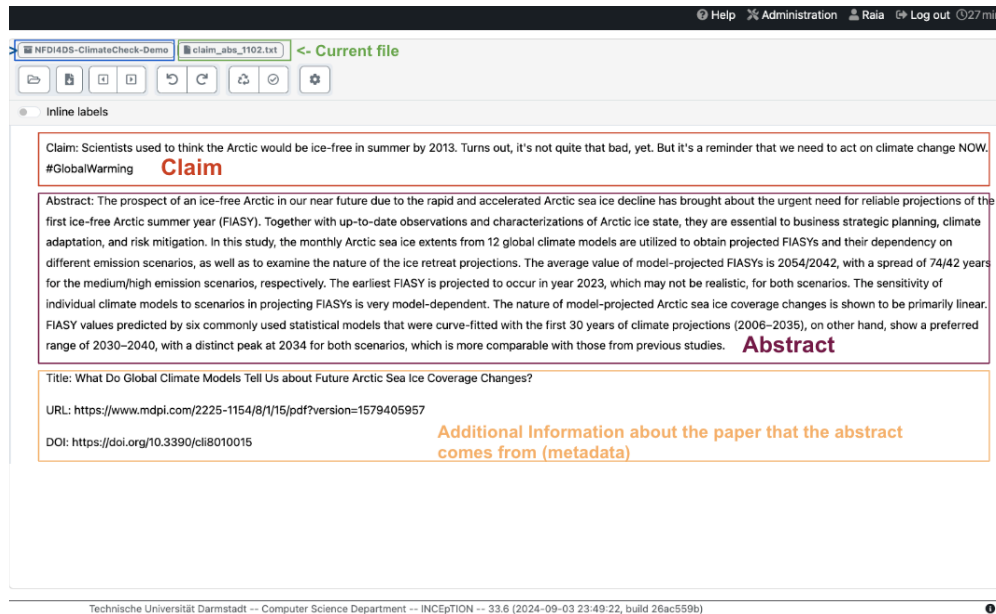 Help Administration Raia Log out 27 min
> NFDI4DS-ClimateCheck-Demo claim_abs_1102.txt <- Current file
Inline labels
Claim: Scientists used to think the Arctic would be ice-free in summer by 2013. Turns out, it's not quite that bad, yet. But it's a reminder that we need to act on climate change NOW.
#GlobalWarming Claim
Abstract: The prospect of an ice-free Arctic in our near future due to the rapid and accelerated Arctic sea ice decline has brought about the urgent need for reliable projections of the
first ice-free Arctic summer year (FIASY). Together with up-to-date observations and characterizations of Arctic ice state, they are essential to business strategic planning, climate
adaptation, and risk mitigation. In this study, the monthly Arctic sea ice extents from 12 global climate models are utilized to obtain projected FIASYs and their dependency on
different emission scenarios, as well as to examine the nature of the ice retreat projections. The average value of model-projected FIASYs is 2054/2042, with a spread of 74/42 years
for the medium/high emission scenarios, respectively. The earliest FIASY is projected to occur in year 2023, which may not be realistic, for both scenarios. The sensitivity of
individual climate models to scenarios in projecting FIASYs is very model-dependent. The nature of model-projected Arctic sea ice coverage changes is shown to be primarily linear.
FIASY values predicted by six commonly used statistical models that were curve-fitted with the first 30 years of climate projections (2006–2035), on other hand, show a preferred
range of 2030–2040, with a distinct peak at 2034 for both scenarios, which is more comparable with those from previous studies. Abstract
Title: What Do Global Climate Models Tell Us about Future Arctic Sea Ice Coverage Changes?
URL: https://www.mdpi.com/2225-1154/8/1/15/pdf?version=1579405957
DOI: https://doi.org/10.3390/cli8010015
Additional Information about the paper that the abstract
comes from (metadata)
Technische Universität Darmstadt -- Computer Science Department -- INCEpTION -- 33.6 (2024-09-03 23:49:22, build 26ac559b)